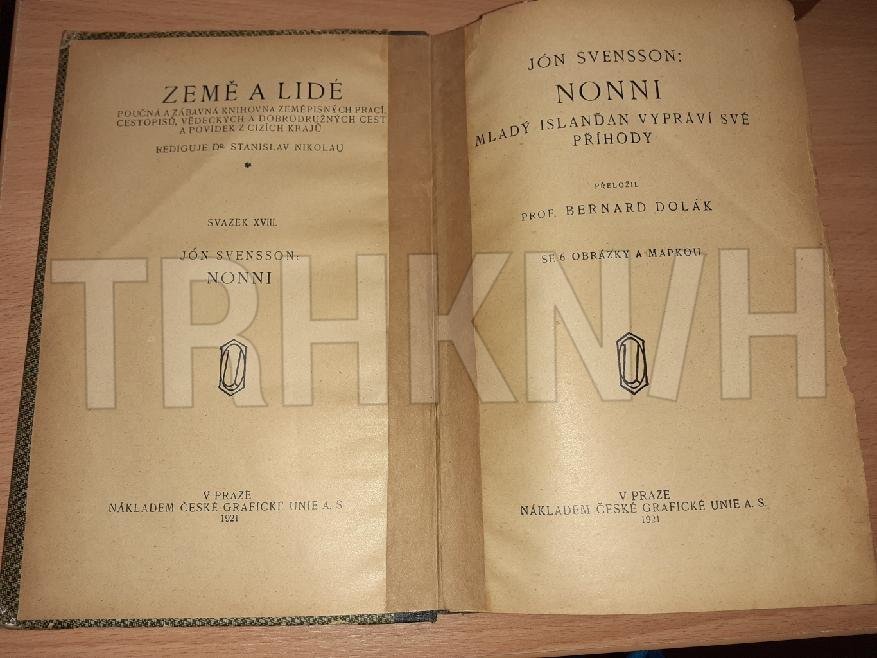 ZEMĚ A LIDÉ
POUČNÁ A ZÁBAVNÁ KNIHOVNA ZEMĚPISNÝCH PRACÍ,
CESTOPISŮ, VĚDECKÝCH A DOBRODRUŽNÝCH CEST
A POVÍDEK Z CIZÍCH KRAJŮ
REDIGUJE DR. STANISLAV NIKOLAU
*
SVAZEK XVIII.
JÓN SVENSSON:
NONNI
V PRAZE
NÁKLADEM ČESKÉ GRAFICKÉ UNIE A. S.
1921
JÓN SVENSSON:
NONNI
MLADÝ ISLANĎAN VYPRÁVÍ SVÉ
PŘÍHODY
PŘELOŽIL
PROF. BERNARD DOLÁK
SE 6 OBRÁZKY A MAPKOU
V PRAZE
NÁKLADEM ČESKÉ GRAFICKÉ UNIE A. S.
1921
TRHKNIH